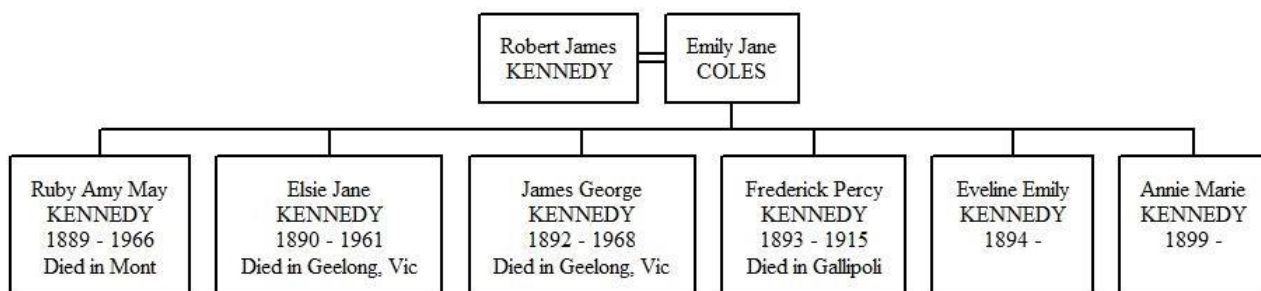 Robert James
KENNEDY
Emily Jane
COLES
Ruby Amy May
KENNEDY
1889 - 1966
Died in Mont
Elsie Jane
KENNEDY
1890 - 1961
Died in Geelong, Vic
James George
KENNEDY
1892 - 1968
Died in Geelong, Vic
Frederick Percy
KENNEDY
1893 - 1915
Died in Gallipoli
Eveline Emily
KENNEDY
1894 -
Annie Marie
KENNEDY
1899 -